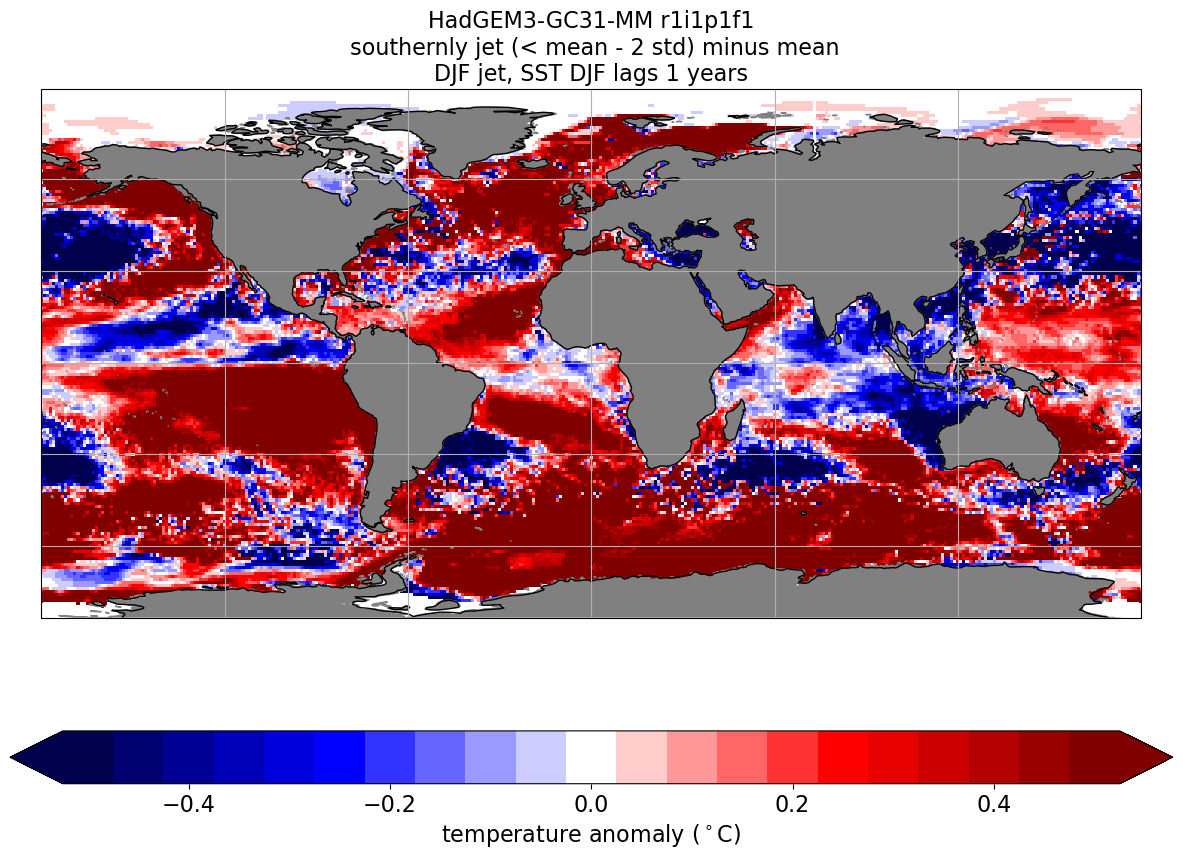 HadGEM3-GC31-MM r1i1p1f1
southernly jet (< mean - 2 std) minus mean
DJF jet, SST DJF lags 1 years
−0.4 −0.2 0.0 0.2 0.4
temperature anomaly (°C)